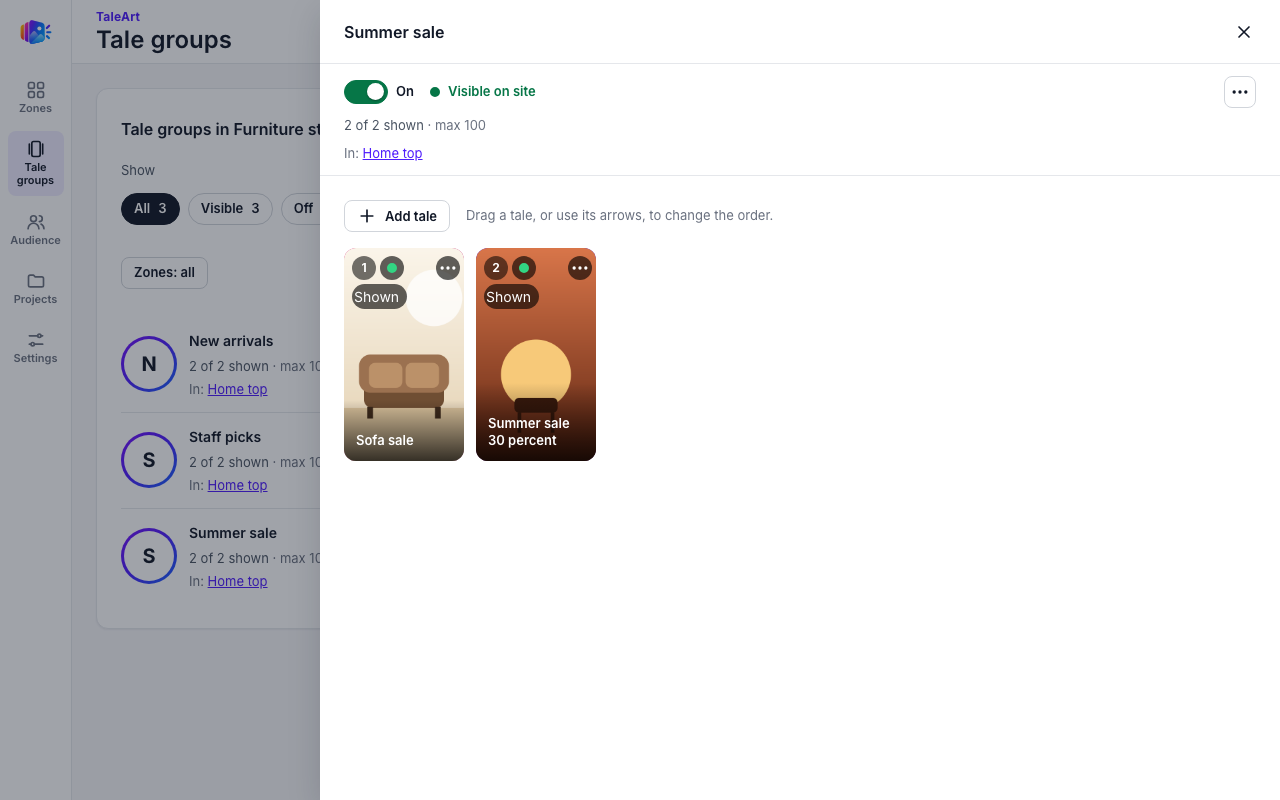 TaleArt
Tale groups
Zones
Tale
groups
Audience
Projects
Settings
Tale groups in Furniture st
Show
All 3
Visible 3
Off
Zones: all
N
New arrivals
2 of 2 shown · max 10
In: Home top
S
Staff picks
2 of 2 shown · max 10
In: Home top
S
Summer sale
2 of 2 shown · max 10
In: Home top
Summer sale
On
Visible on site
2 of 2 shown · max 100
In: Home top
Add tale
Drag a tale, or use its arrows, to change the order.
1
Shown
Sofa sale
2
Shown
Summer sale
30 percent